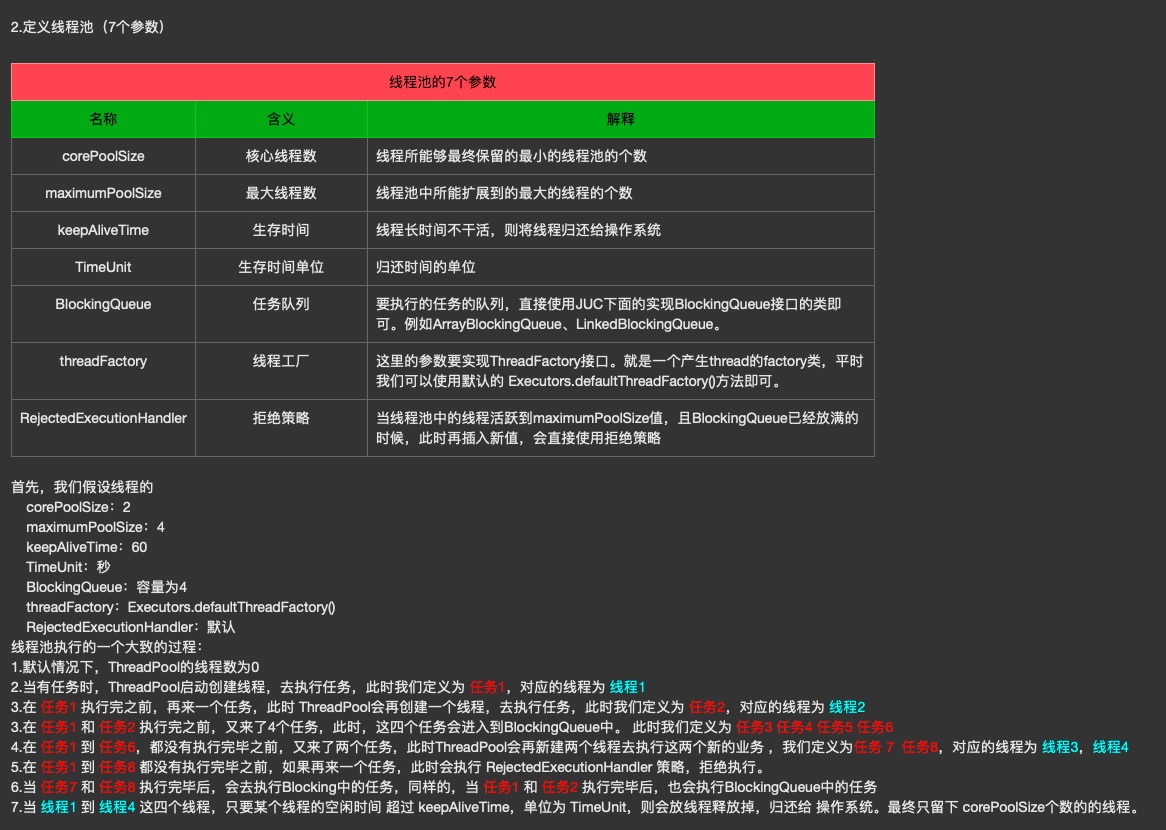 2.定义线程池（7个参数）
线程池的7个参数
名称 含义 解释
corePoolSize 核心线程数 线程所能够最终保留的最小的线程池的个数
maximumPoolSize 最大线程数 线程池中所能扩展到的最大的线程的个数
keepAliveTime 生存时间 线程长时间不干活，则将线程归还给操作系统
TimeUnit 生存时间单位 归还时间的单位
BlockingQueue 任务队列 要执行的任务的队列，直接使用JUC下面的实现BlockingQueue接口的类即
可。例如ArrayBlockingQueue、LinkedBlockingQueue。
threadFactory 线程工厂 这里的参数要实现ThreadFactory接口。就是一个产生thread的factory类，平时
我们可以使用默认的 Executors.defaultThreadFactory()方法即可。
RejectedExecutionHandler 拒绝策略 当线程池中的线程活跃到maximumPoolSize值，且BlockingQueue已经放满的
时候，此时再插入新值，会直接使用拒绝策略
首先，我们假设线程的
corePoolSize：2
maximumPoolSize：4
keepAliveTime：60
TimeUnit：秒
BlockingQueue：容量为4
threadFactory：Executors.defaultThreadFactory()
RejectedExecutionHandler：默认
线程池执行的一个大致的过程：
1.默认情况下，ThreadPool的线程数为0
2.当有任务时，ThreadPool启动创建线程，去执行任务，此时我们定义为 任务1，对应的线程为 线程1
3.在 任务1 执行完之前，再来一个任务，此时 ThreadPool会再创建一个线程，去执行任务，此时我们定义为 任务2，对应的线程为 线程2
3.在 任务1 和 任务2 执行完之前，又来了4个任务，此时，这四个任务会进入到BlockingQueue中。 此时我们定义为 任务3 任务4 任务5 任务6
4.在 任务1 到 任务6，都没有执行完毕之前，又来了两个任务，此时ThreadPool会再新建两个线程去执行这两个新的业务 ，我们定义为任务 7 任务8，对应的线程为 线程3，线程4
5.在 任务1 到 任务8 都没有执行完毕之前，如果再来一个任务，此时会执行 RejectedExecutionHandler 策略，拒绝执行。
6.当 任务7 和 任务8 执行完毕后，会去执行Blocking中的任务，同样的，当 任务1 和 任务2 执行完毕后，也会执行BlockingQueue中的任务
7.当 线程1 到 线程4 这四个线程，只要某个线程的空闲时间 超过 keepAliveTime，单位为 TimeUnit，则会放线程释放掉，归还给 操作系统。最终只留下 corePoolSize个数的的线程。